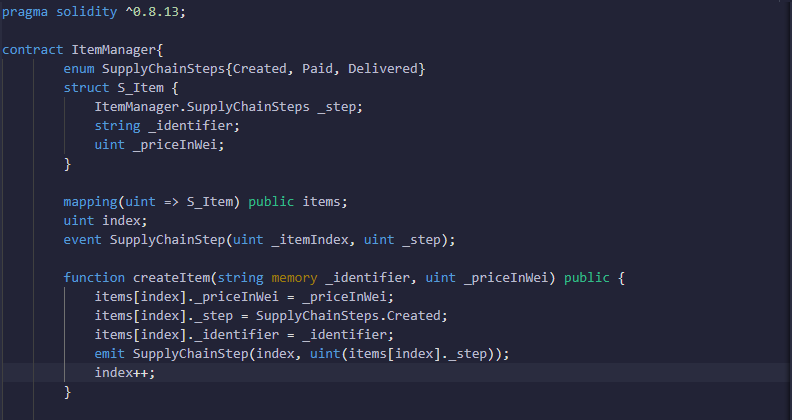 pragma solidity ^0.8.13;
contract ItemManager{
enum SupplyChainSteps{Created, Paid, Delivered}
struct S_Item {
ItemManager.SupplyChainSteps _step;
string _identifier;
uint _priceInWei;
}
mapping(uint => S_Item) public items;
uint index;
event SupplyChainStep(uint _itemIndex, uint _step);
function createItem(string memory _identifier, uint _priceInWei) public {
items[index]._priceInWei = _priceInWei;
items[index]._step = SupplyChainSteps.Created;
items[index]._identifier = _identifier;
emit SupplyChainStep(index, uint(items[index]._step));
index++;
}